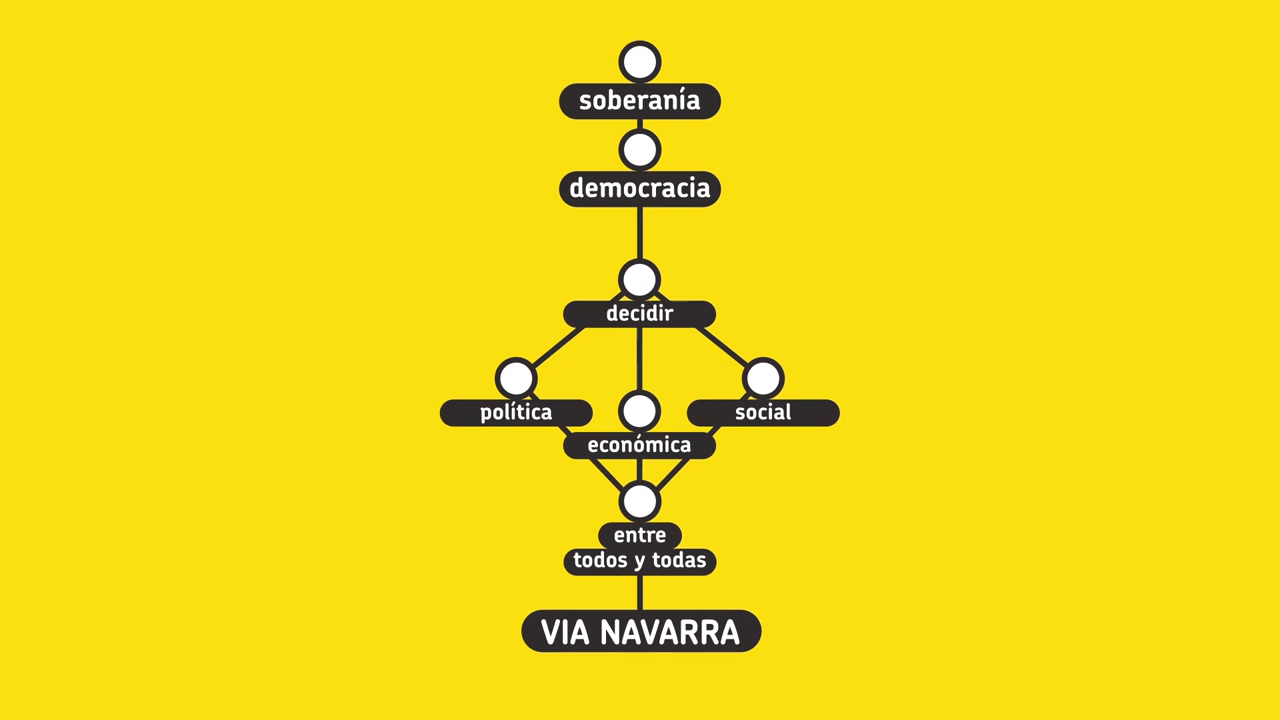 soberanía
democracia
decidir
política
social
económica
entre
todos y todas
VIA NAVARRA